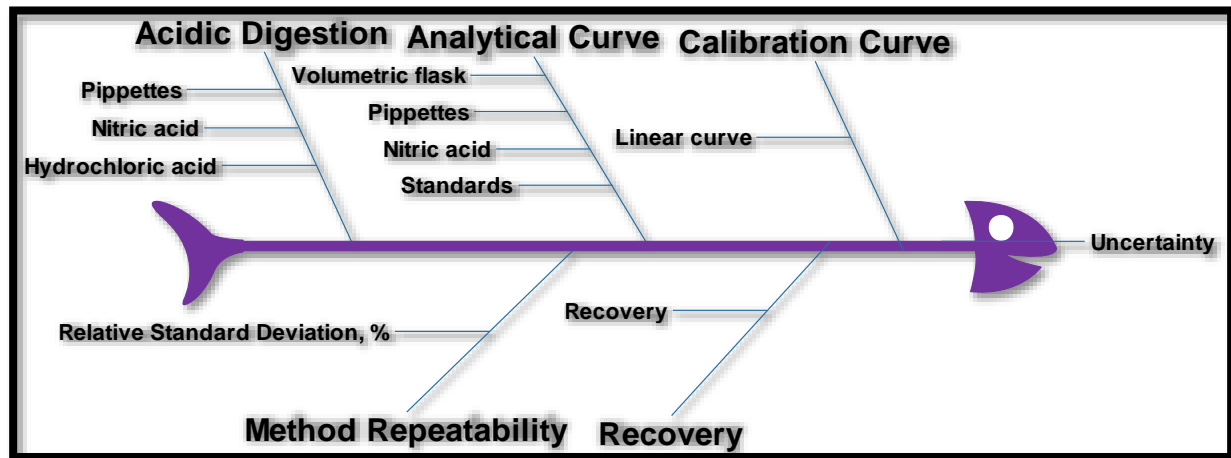 Acidic Digestion
Analytical Curve
Calibration Curve
Pippettes
Nitric acid
Hydrochloric acid
Volumetric flask
Pippettes
Nitric acid
Standards
Linear curve
Uncertainty
Relative Standard Deviation, %
Recovery
Method Repeatability
Recovery